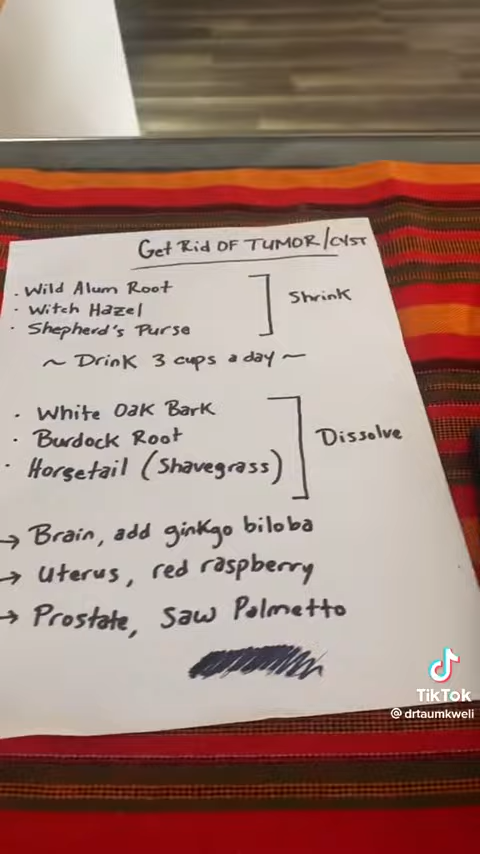 Get Rid OF TUMOR/CYST
· Wild Alum Root
· Witch Hazel
· Shepherd's Purse
Shrink
~ Drink 3 cups a day ~
· White Oak Bark
· Burdock Root
· Horsetail (Shavegrass)
Dissolve
→ Brain, add ginkgo biloba
→ Uterus, red raspberry
→ Prostate, Saw Palmetto
TikTok
@drtaumkweli